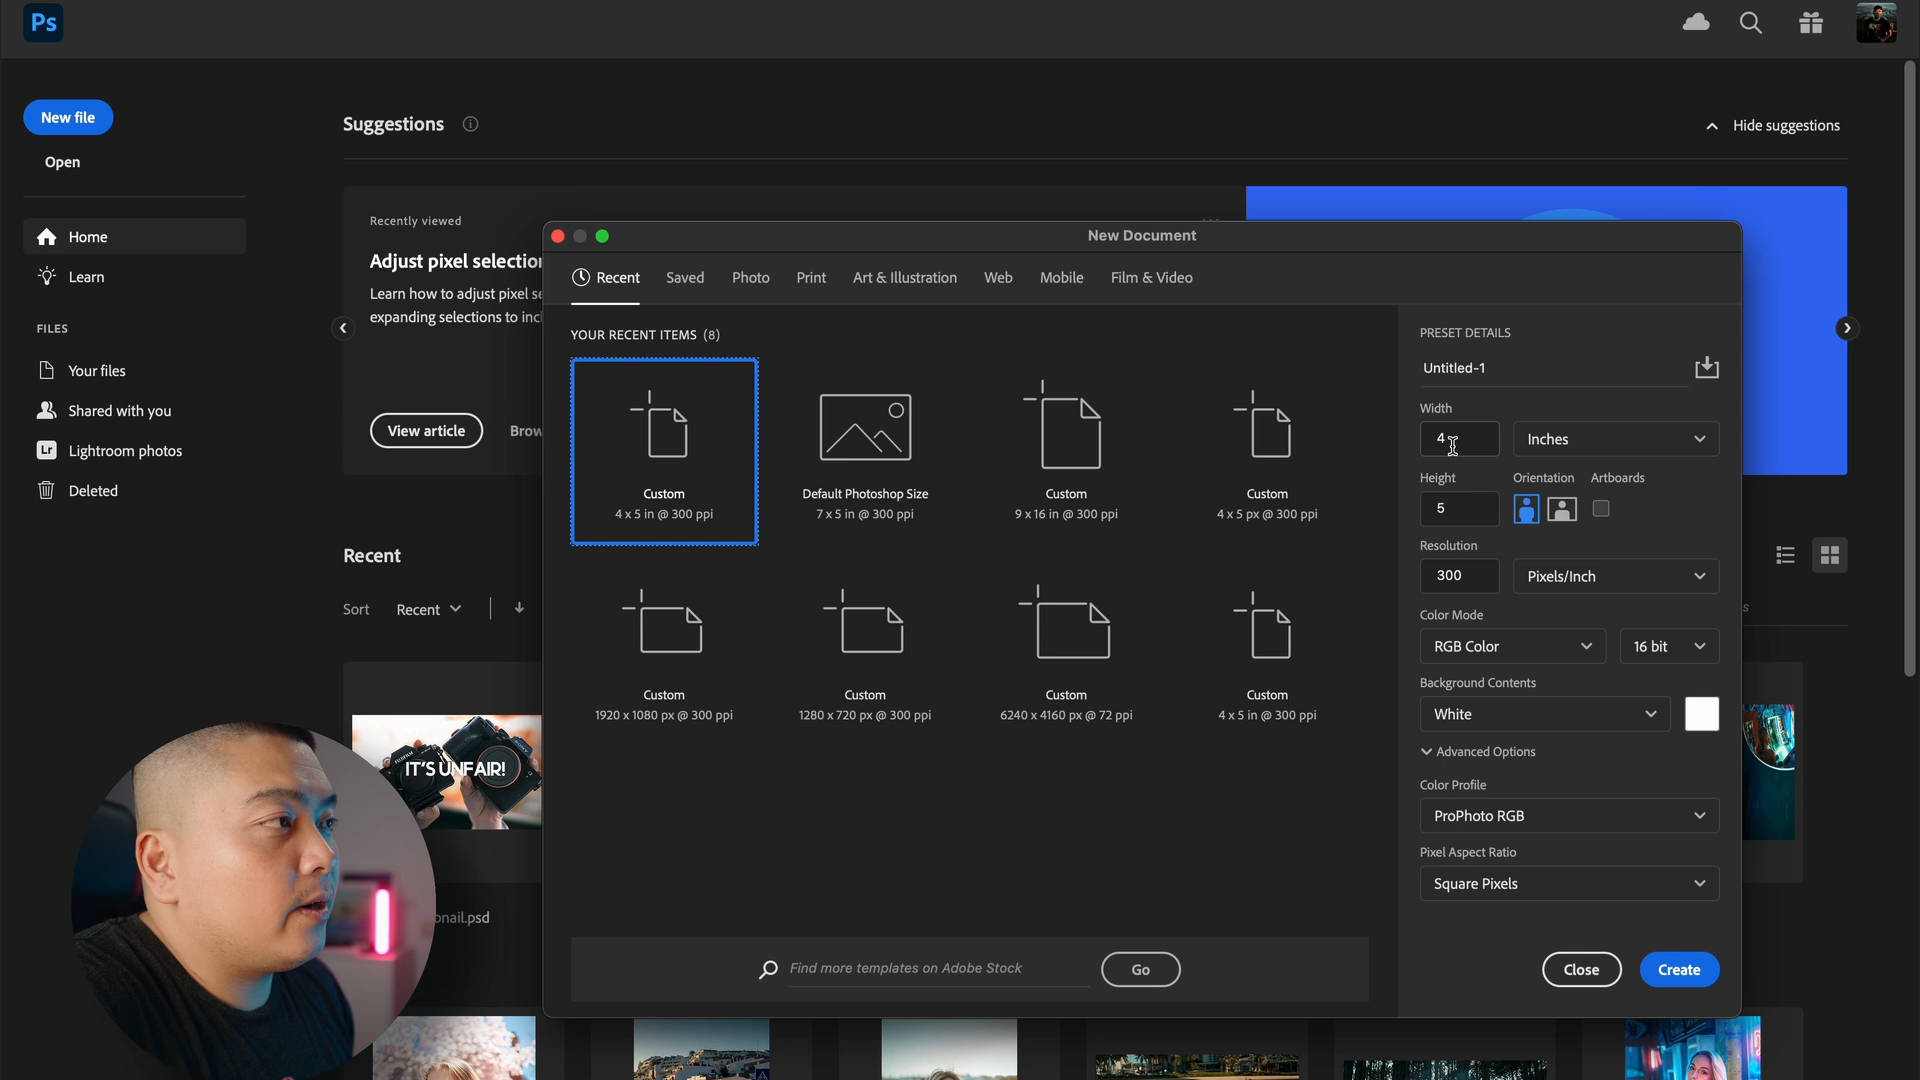 Ps
New file
Open
Home
Learn
FILES
Your files
Shared with you
Lr Lightroom photos
Deleted
Suggestions
Hide suggestions
Recently viewed
Adjust pixel selection
Learn how to adjust pixel se
expanding selections to incl
View article
Brow
Recent
Sort Recent
IT'S UNFAIR!
nail.psd
New Document
Recent Saved Photo Print Art & Illustration Web Mobile Film & Video
YOUR RECENT ITEMS (8)
Custom
4 x 5 in @ 300 ppi
Default Photoshop Size
7 x 5 in @ 300 ppi
Custom
9 x 16 in @ 300 ppi
Custom
4 x 5 px @ 300 ppi
Custom
1920 x 1080 px @ 300 ppi
Custom
1280 x 720 px @ 300 ppi
Custom
6240 x 4160 px @ 72 ppi
Custom
4 x 5 in @ 300 ppi
Find more templates on Adobe Stock
Go
PRESET DETAILS
Untitled-1
Width
4 Inches
Height Orientation Artboards
5
Resolution
300 Pixels/Inch
Color Mode
RGB Color 16 bit
Background Contents
White
Advanced Options
Color Profile
ProPhoto RGB
Pixel Aspect Ratio
Square Pixels
Close Create